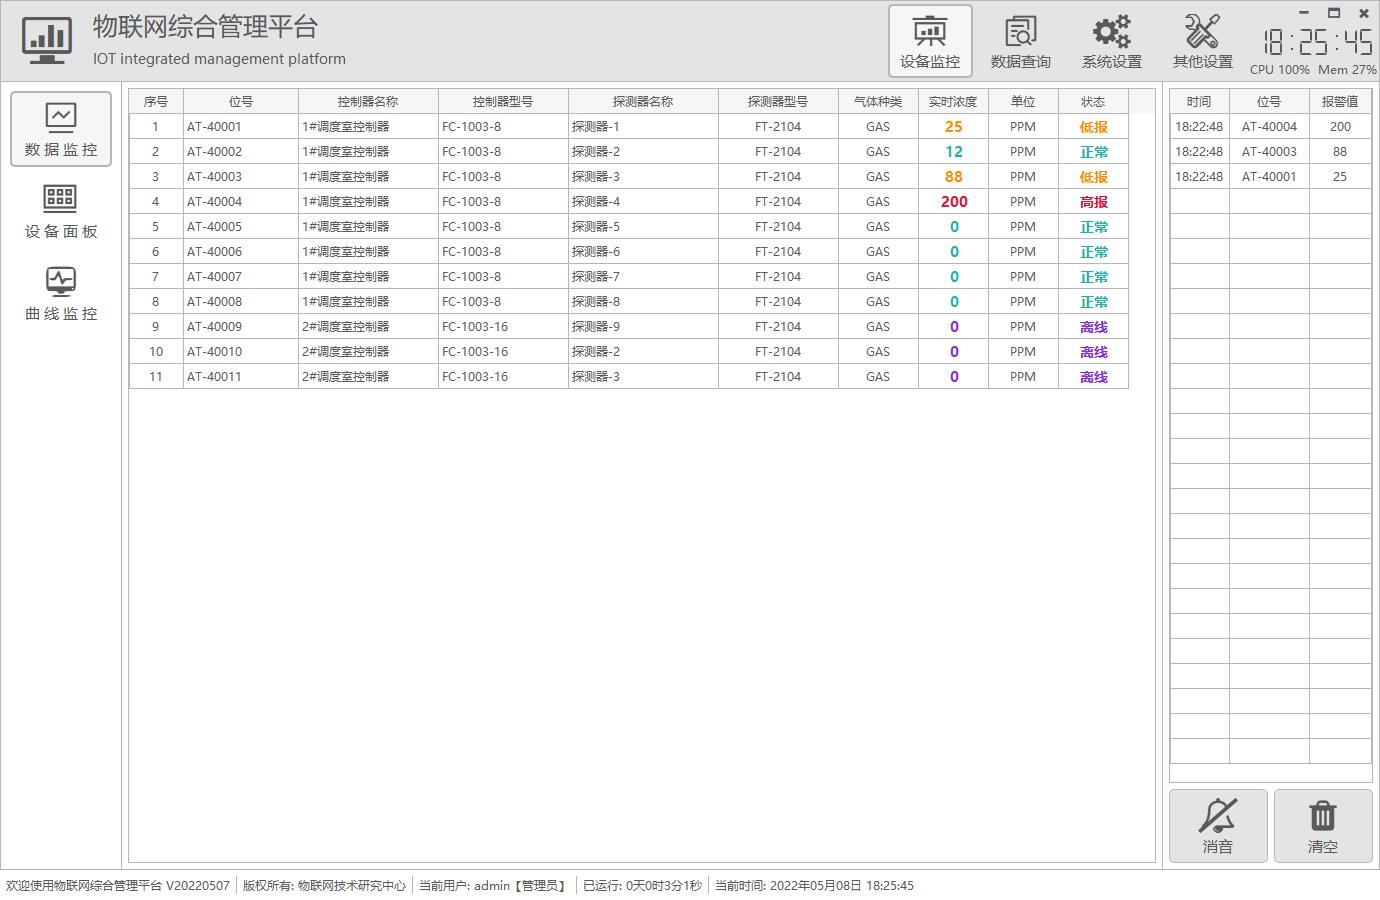 物联网综合管理平台
IOT integrated management platform
设备监控 数据查询 系统设置 其他设置
18:25:45
CPU 100% Mem 27%
数据监控
设备面板
曲线监控
序号 位号 控制器名称 控制器型号 探测器名称 探测器型号 气体种类 实时浓度 单位 状态
1 AT-40001 1#调度室控制器 FC-1003-8 探测器-1 FT-2104 GAS 25 PPM 低报
2 AT-40002 1#调度室控制器 FC-1003-8 探测器-2 FT-2104 GAS 12 PPM 正常
3 AT-40003 1#调度室控制器 FC-1003-8 探测器-3 FT-2104 GAS 88 PPM 低报
4 AT-40004 1#调度室控制器 FC-1003-8 探测器-4 FT-2104 GAS 200 PPM 高报
5 AT-40005 1#调度室控制器 FC-1003-8 探测器-5 FT-2104 GAS 0 PPM 正常
6 AT-40006 1#调度室控制器 FC-1003-8 探测器-6 FT-2104 GAS 0 PPM 正常
7 AT-40007 1#调度室控制器 FC-1003-8 探测器-7 FT-2104 GAS 0 PPM 正常
8 AT-40008 1#调度室控制器 FC-1003-8 探测器-8 FT-2104 GAS 0 PPM 正常
9 AT-40009 2#调度室控制器 FC-1003-16 探测器-9 FT-2104 GAS 0 PPM 离线
10 AT-40010 2#调度室控制器 FC-1003-16 探测器-2 FT-2104 GAS 0 PPM 离线
11 AT-40011 2#调度室控制器 FC-1003-16 探测器-3 FT-2104 GAS 0 PPM 离线
时间 位号 报警值
18:22:48 AT-40004 200
18:22:48 AT-40003 88
18:22:48 AT-40001 25
消音 清空
欢迎使用物联网综合管理平台 V20220507 版权所有: 物联网技术研究中心 当前用户: admin【管理员】 已运行: 0天0时3分1秒 当前时间: 2022年05月08日 18:25:45